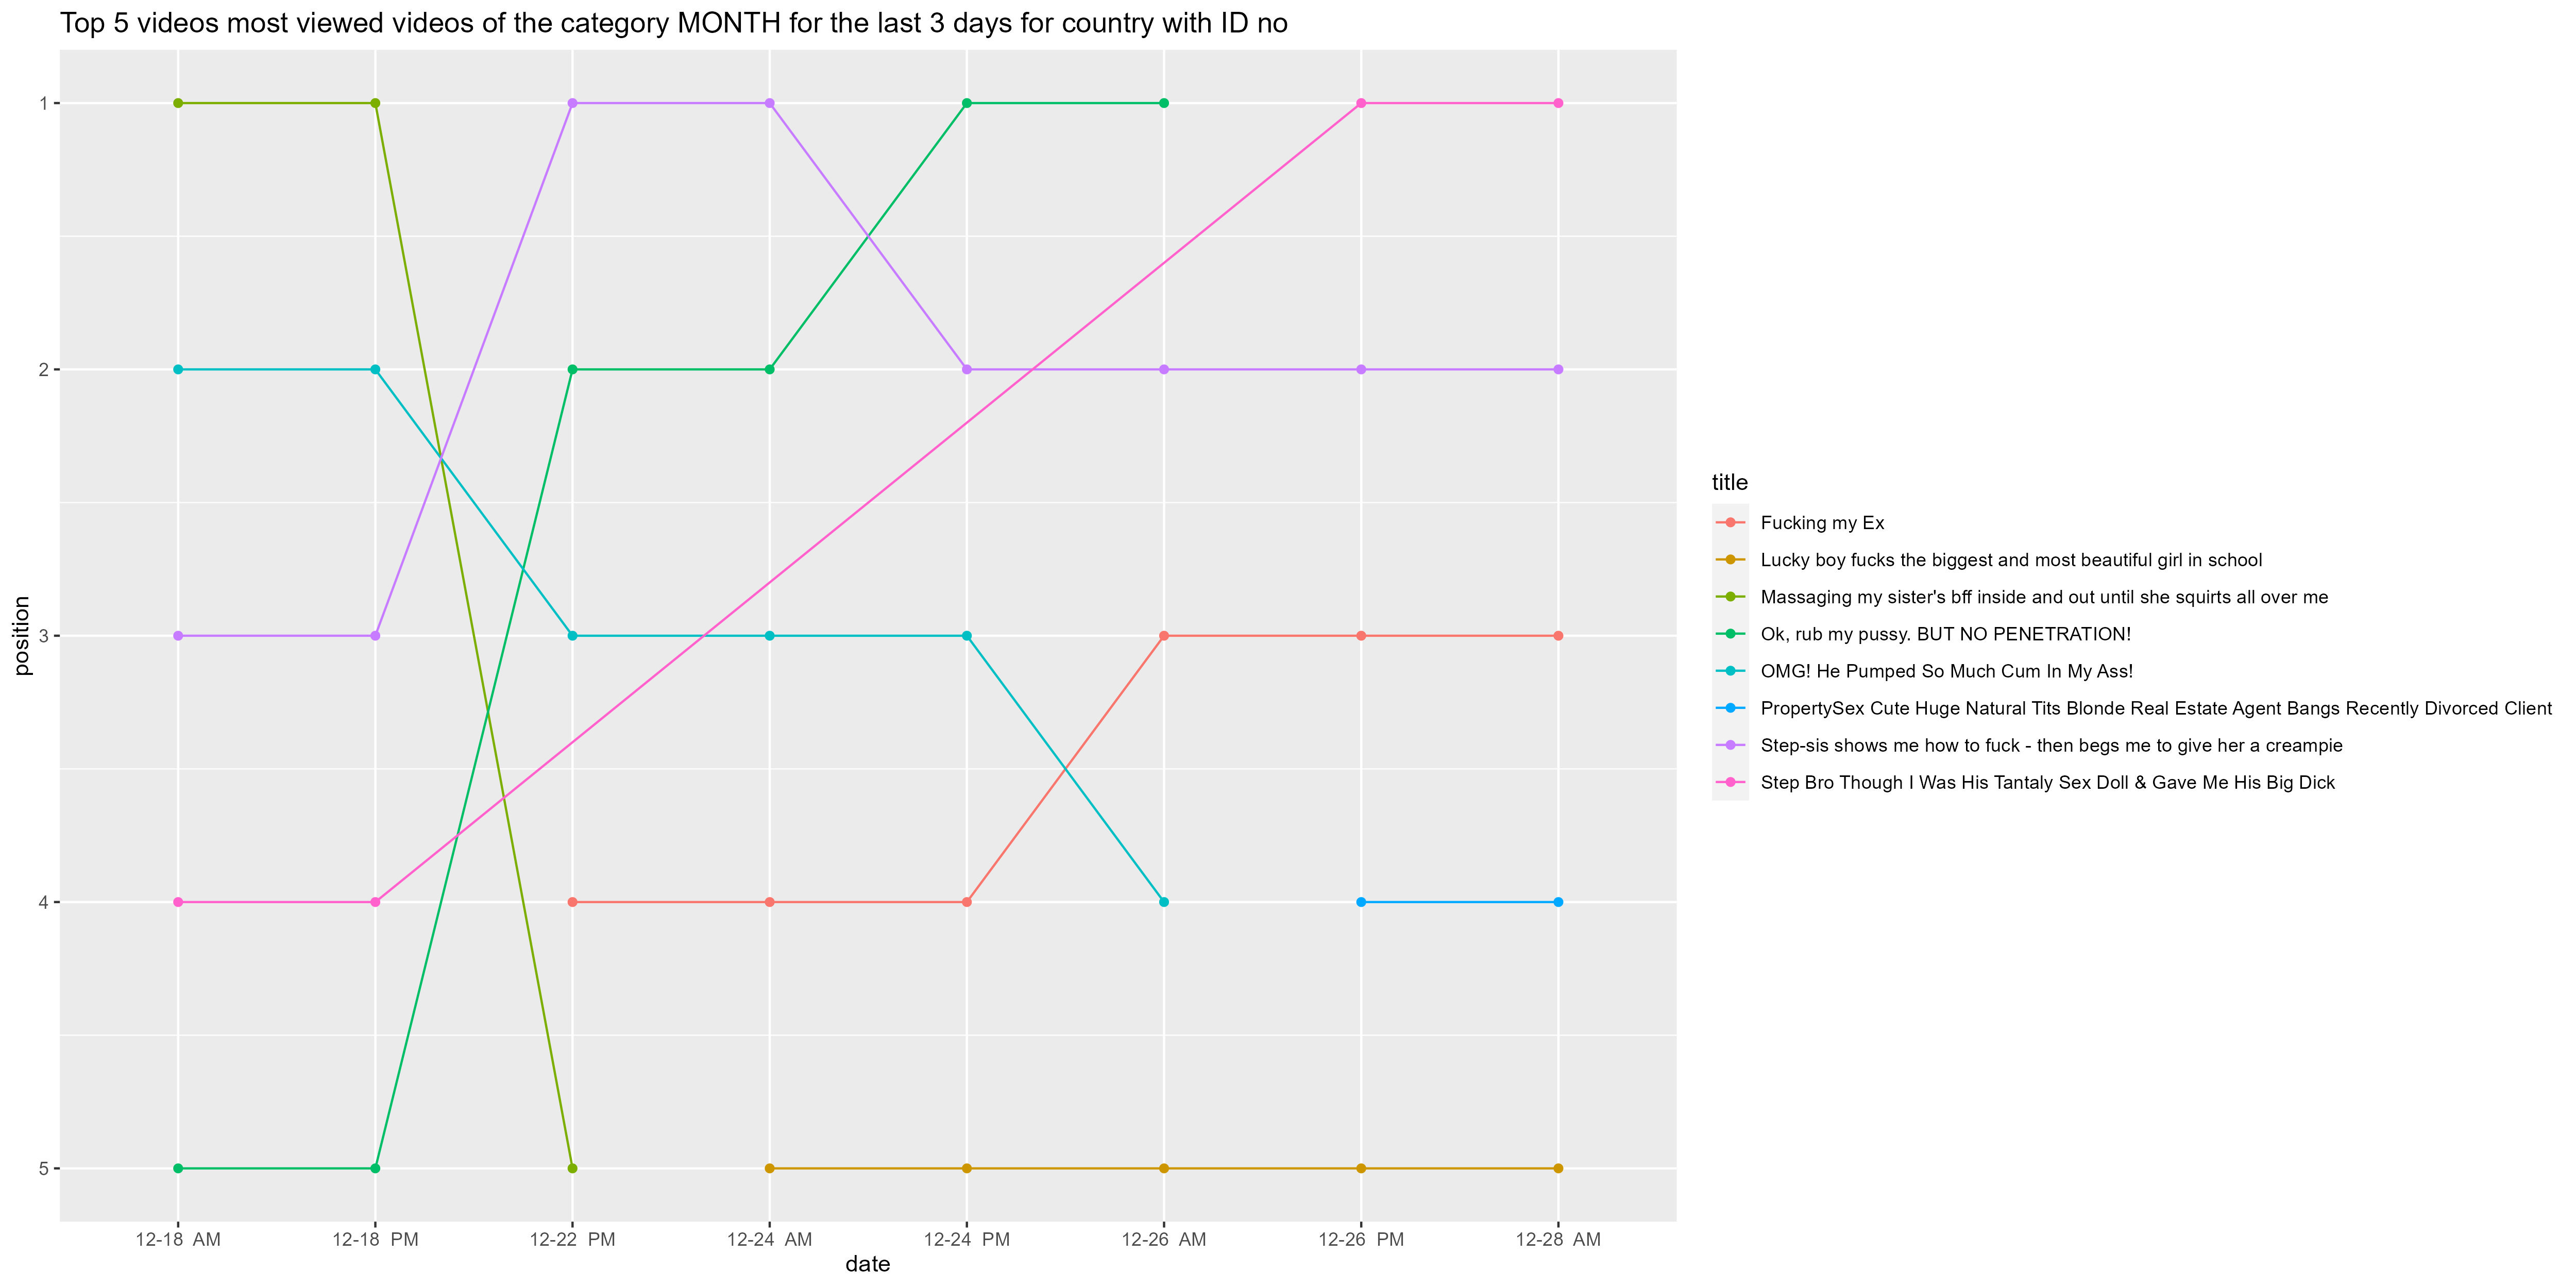 Top 5 videos most viewed videos of the category MONTH for the last 3 days for country with ID no
position
1
2
3
4
5
12-18 AM
12-18 PM
12-22 PM
12-24 AM
12-24 PM
12-26 AM
12-26 PM
12-28 AM
date
title
Fucking my Ex
Lucky boy fucks the biggest and most beautiful girl in school
Massaging my sister's bff inside and out until she squirts all over me
Ok, rub my pussy. BUT NO PENETRATION!
OMG! He Pumped So Much Cum In My Ass!
PropertySex Cute Huge Natural Tits Blonde Real Estate Agent Bangs Recently Divorced Client
Step-sis shows me how to fuck - then begs me to give her a creampie
Step Bro Though I Was His Tantaly Sex Doll & Gave Me His Big Dick